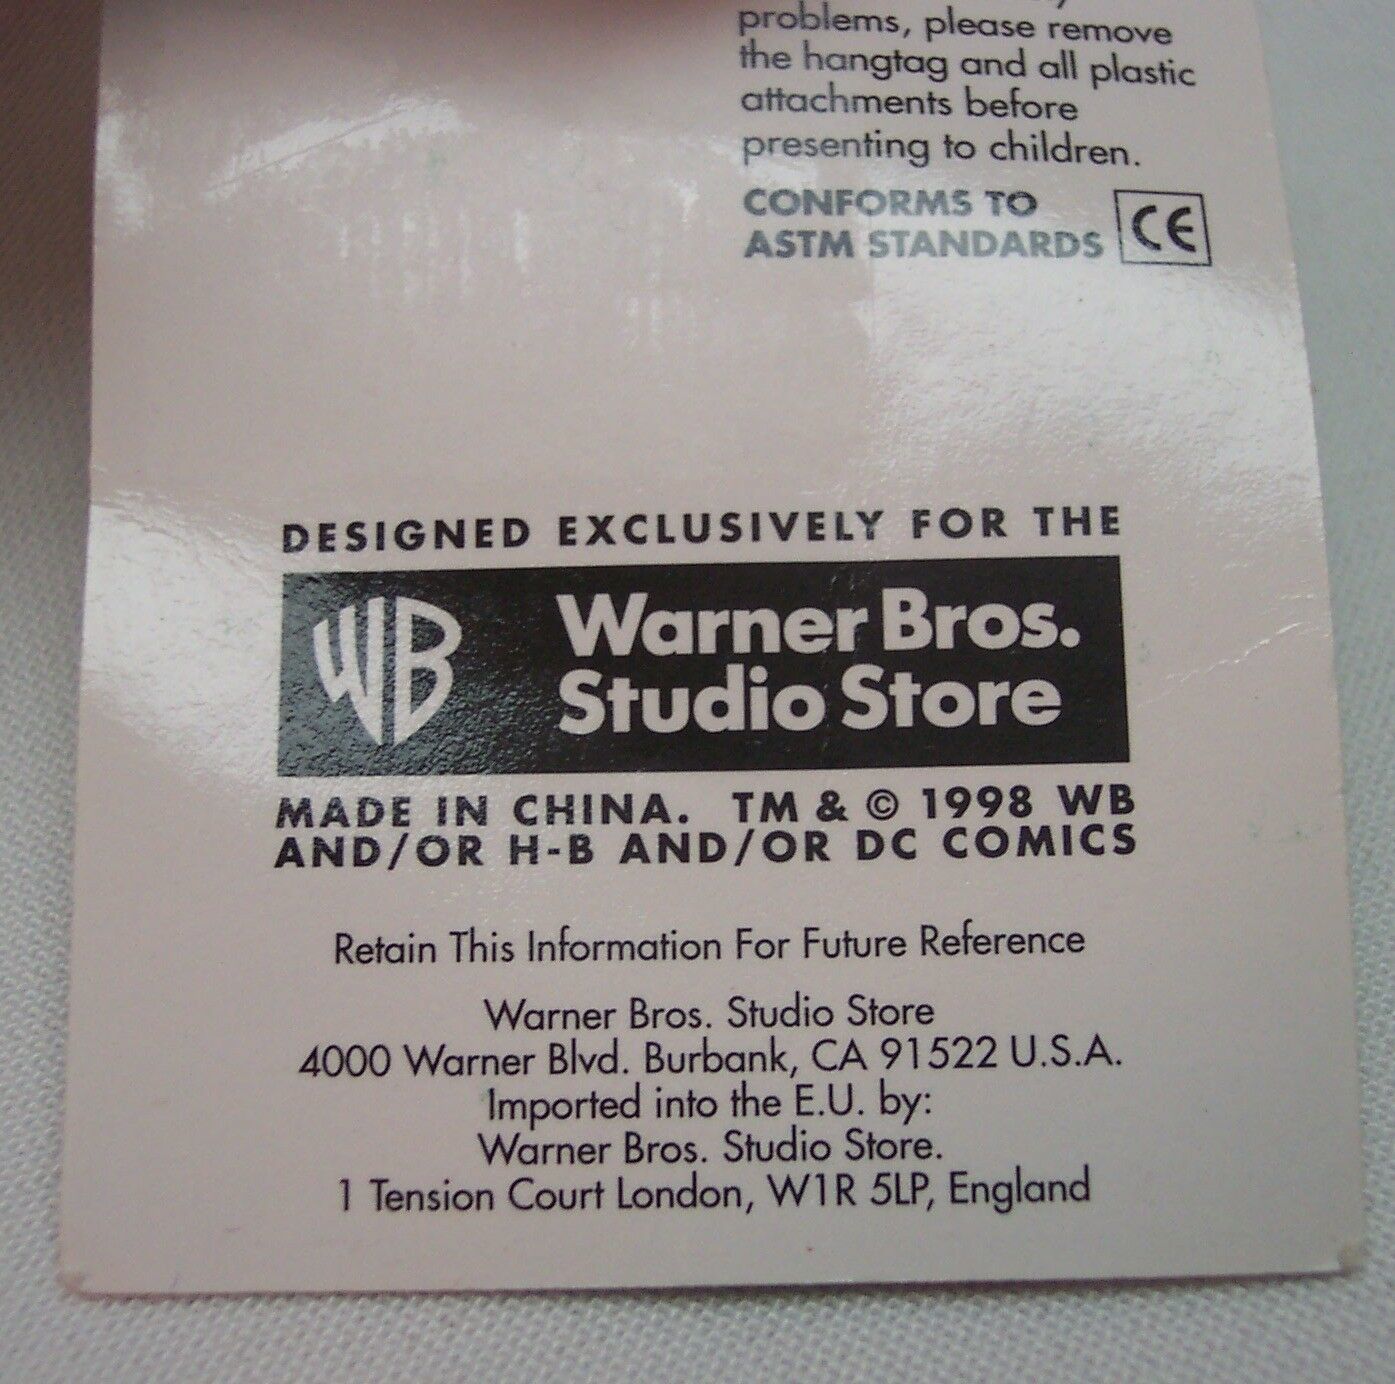 problems, please remove
the hangtag and all plastic
attachments before
presenting to children.
CONFORMS TO
ASTM STANDARDS CE
DESIGNED EXCLUSIVELY FOR THE
WB Warner Bros.
Studio Store
MADE IN CHINA. TM & © 1998 WB
AND/OR H-B AND/OR DC COMICS
Retain This Information For Future Reference
Warner Bros. Studio Store
4000 Warner Blvd. Burbank, CA 91522 U.S.A.
Imported into the E.U. by:
Warner Bros. Studio Store.
1 Tension Court London, W1R 5LP, England